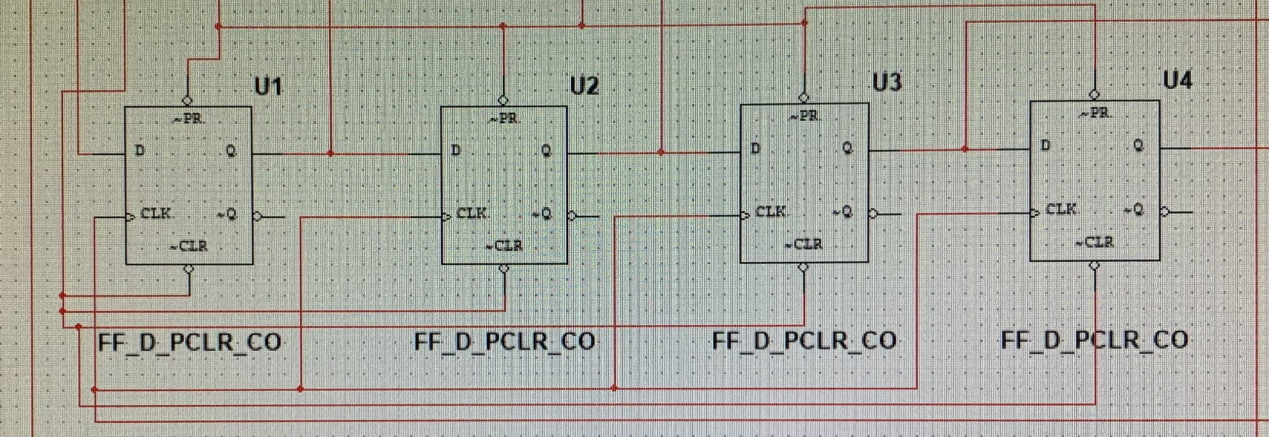 U1
U2
U3
U4
~PR
~PR
~PR
~PR
D
Q
D
Q
D
Q
D
Q
CLK
~Q
CLK
~Q
CLK
~Q
CLK
~Q
~CLR
~CLR
~CLR
~CLR
FF_D_PCLR_CO
FF_D_PCLR_CO
FF_D_PCLR_CO
FF_D_PCLR_CO